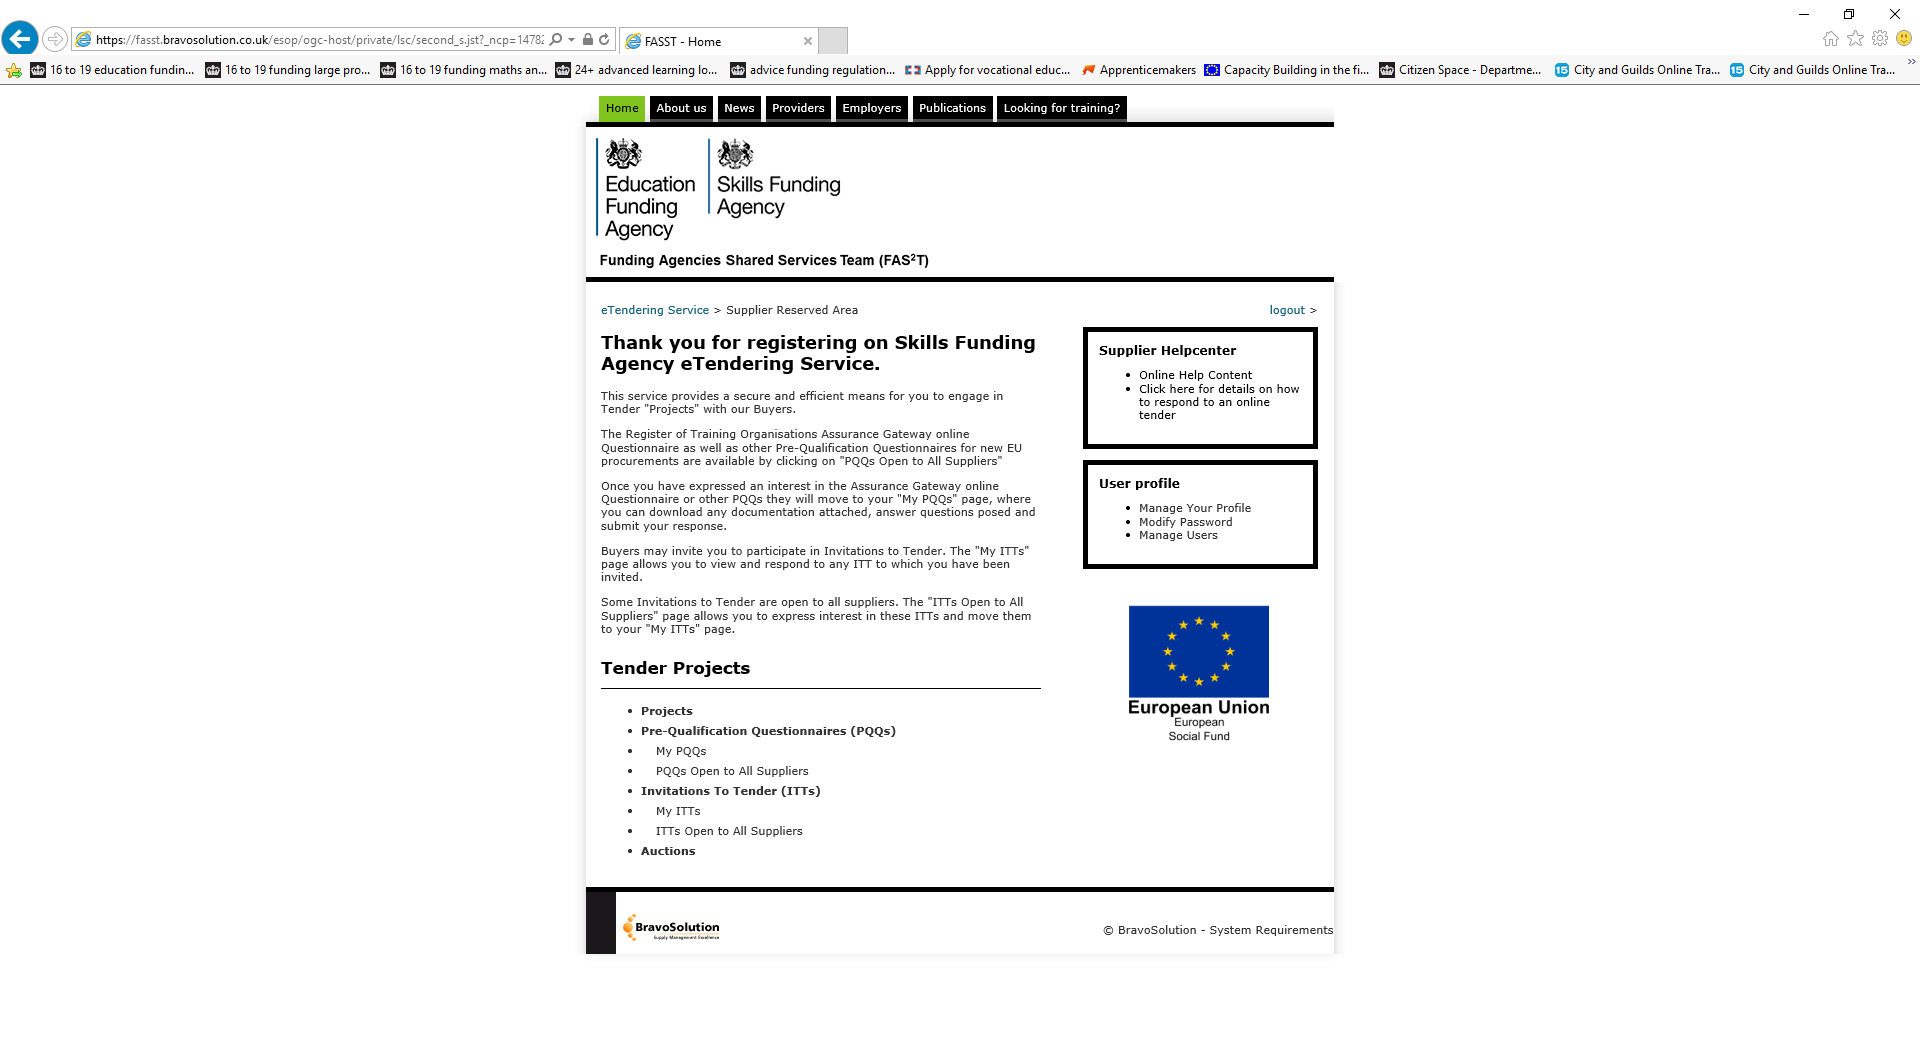 https://fasst.bravosolution.co.uk/esop/ogc-host/private/lsc/second_s.jst?_ncp=1478
FASST - Home
16 to 19 education fundin...
16 to 19 funding large pro...
16 to 19 funding maths an...
24+ advanced learning lo...
advice funding regulation...
Apply for vocational educ...
Apprenticemakers
Capacity Building in the fi...
Citizen Space - Departme...
15 City and Guilds Online Tra...
15 City and Guilds Online Tra...
Home
About us
News
Providers
Employers
Publications
Looking for training?
Education
Funding
Agency
Skills Funding
Agency
Funding Agencies Shared Services Team (FAS²T)
eTendering Service > Supplier Reserved Area
logout >
Thank you for registering on Skills Funding
Agency eTendering Service.
This service provides a secure and efficient means for you to engage in
Tender "Projects" with our Buyers.
The Register of Training Organisations Assurance Gateway online
Questionnaire as well as other Pre-Qualification Questionnaires for new EU
procurements are available by clicking on "PQQs Open to All Suppliers"
Once you have expressed an interest in the Assurance Gateway online
Questionnaire or other PQQs they will move to your "My PQQs" page, where
you can download any documentation attached, answer questions posed and
submit your response.
Buyers may invite you to participate in Invitations to Tender. The "My ITTs"
page allows you to view and respond to any ITT to which you have been
invited.
Some Invitations to Tender are open to all suppliers. The "ITTs Open to All
Suppliers" page allows you to express interest in these ITTs and move them
to your "My ITTs" page.
Tender Projects
Projects
Pre-Qualification Questionnaires (PQQs)
My PQQs
PQQs Open to All Suppliers
Invitations To Tender (ITTs)
My ITTs
ITTs Open to All Suppliers
Auctions
Supplier Helpcenter
Online Help Content
Click here for details on how
to respond to an online
tender
User profile
Manage Your Profile
Modify Password
Manage Users
European Union
European
Social Fund
BravoSolution
Supply Management Excellence
© BravoSolution - System Requirements